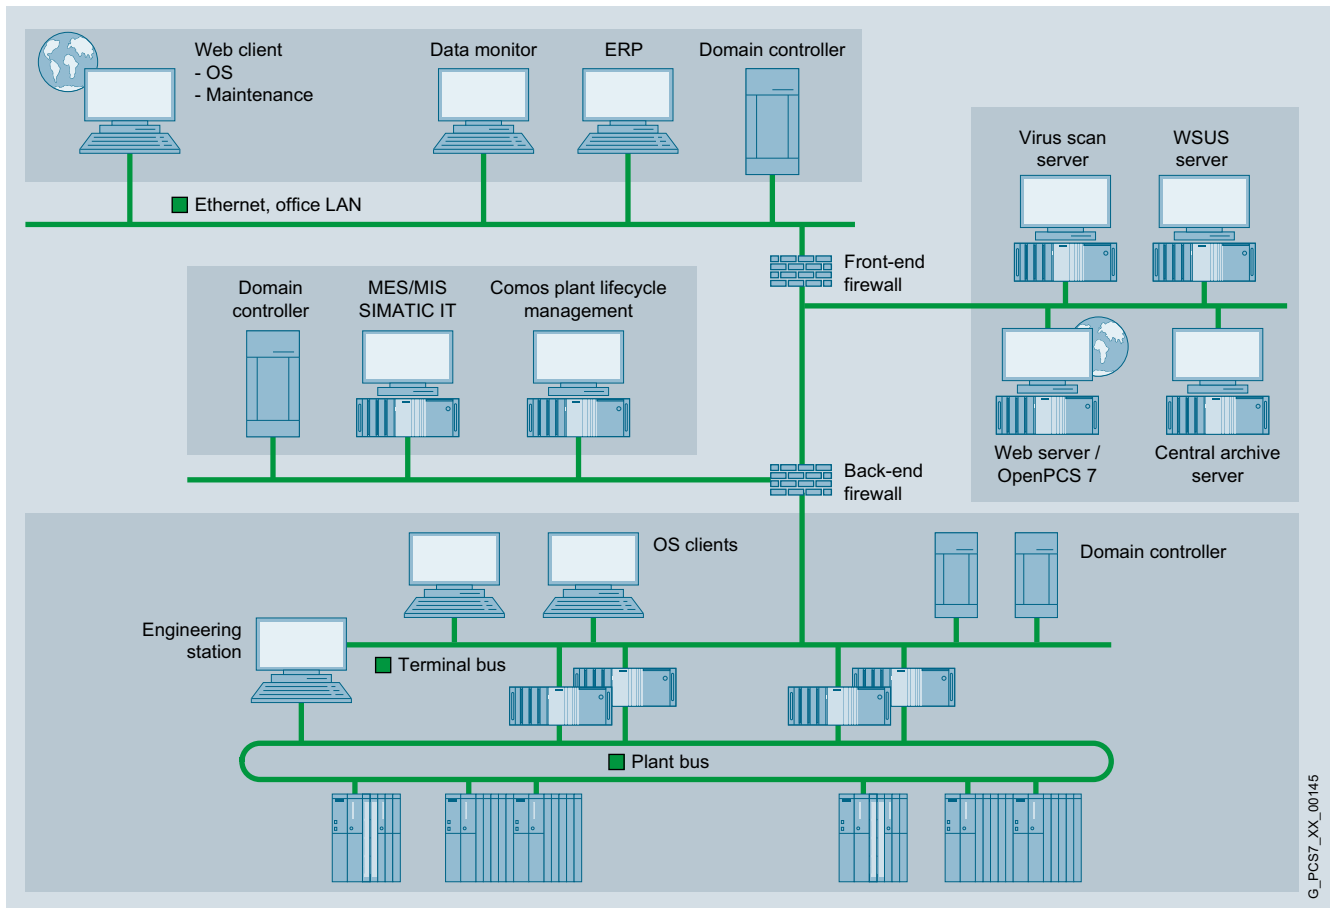 Web client
- OS
- Maintenance
Data monitor
ERP
Domain controller
Ethernet, office LAN
Virus scan
server
WSUS
server
Front-end
firewall
Domain
controller
MES/MIS
SIMATIC IT
Comos plant lifecycle
management
Web server /
OpenPCS 7
Central archive
server
Back-end
firewall
OS clients
Domain controller
Engineering
station
Terminal bus
Plant bus
G_PCS7_XX_00145